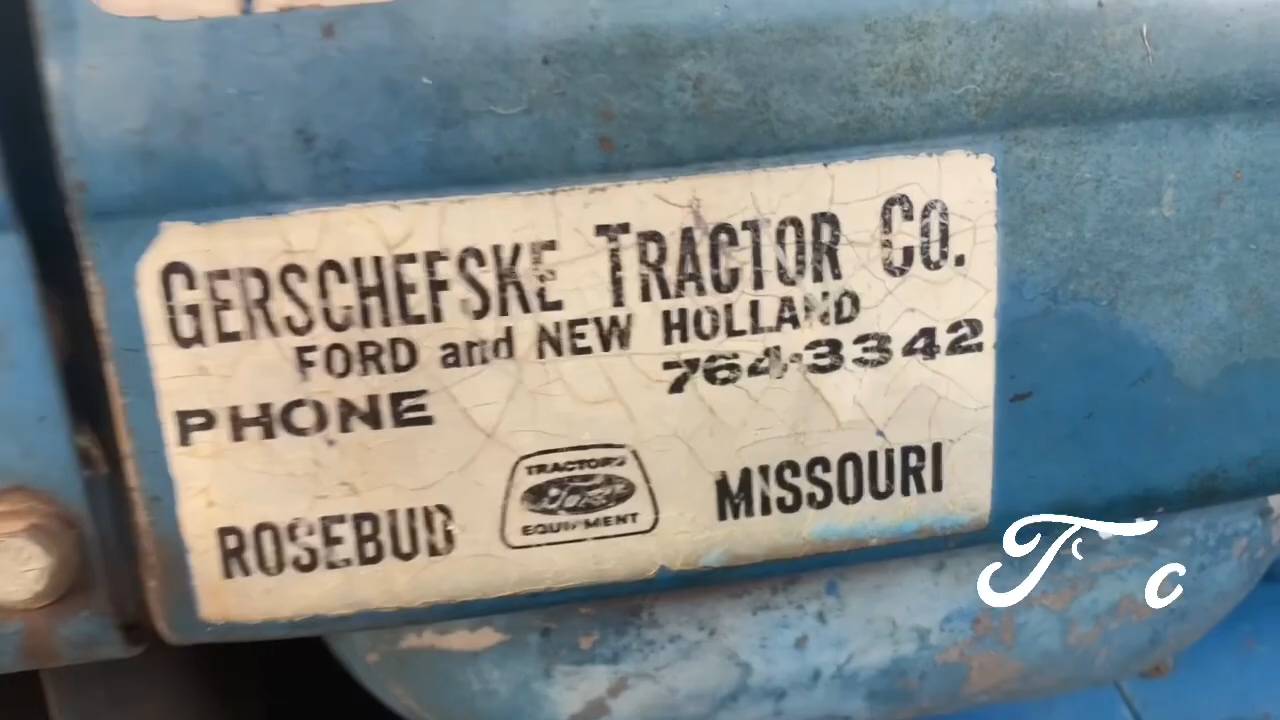 GERSCHEFSKE TRACTOR CO.
FORD and NEW HOLLAND
PHONE 764-3342
TRACTORS
Ford
EQUIPMENT
ROSEBUD MISSOURI
T c